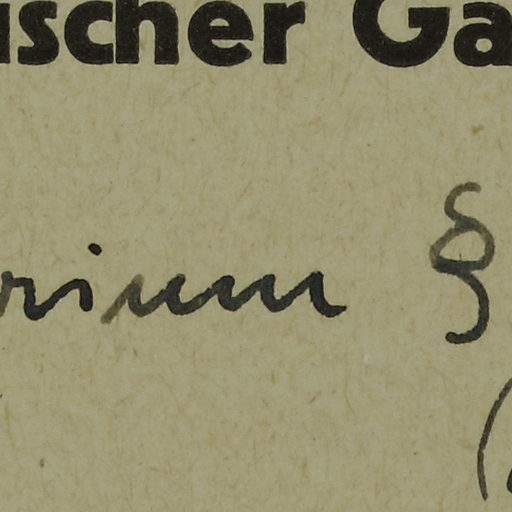 ischer Ga
rium §
(